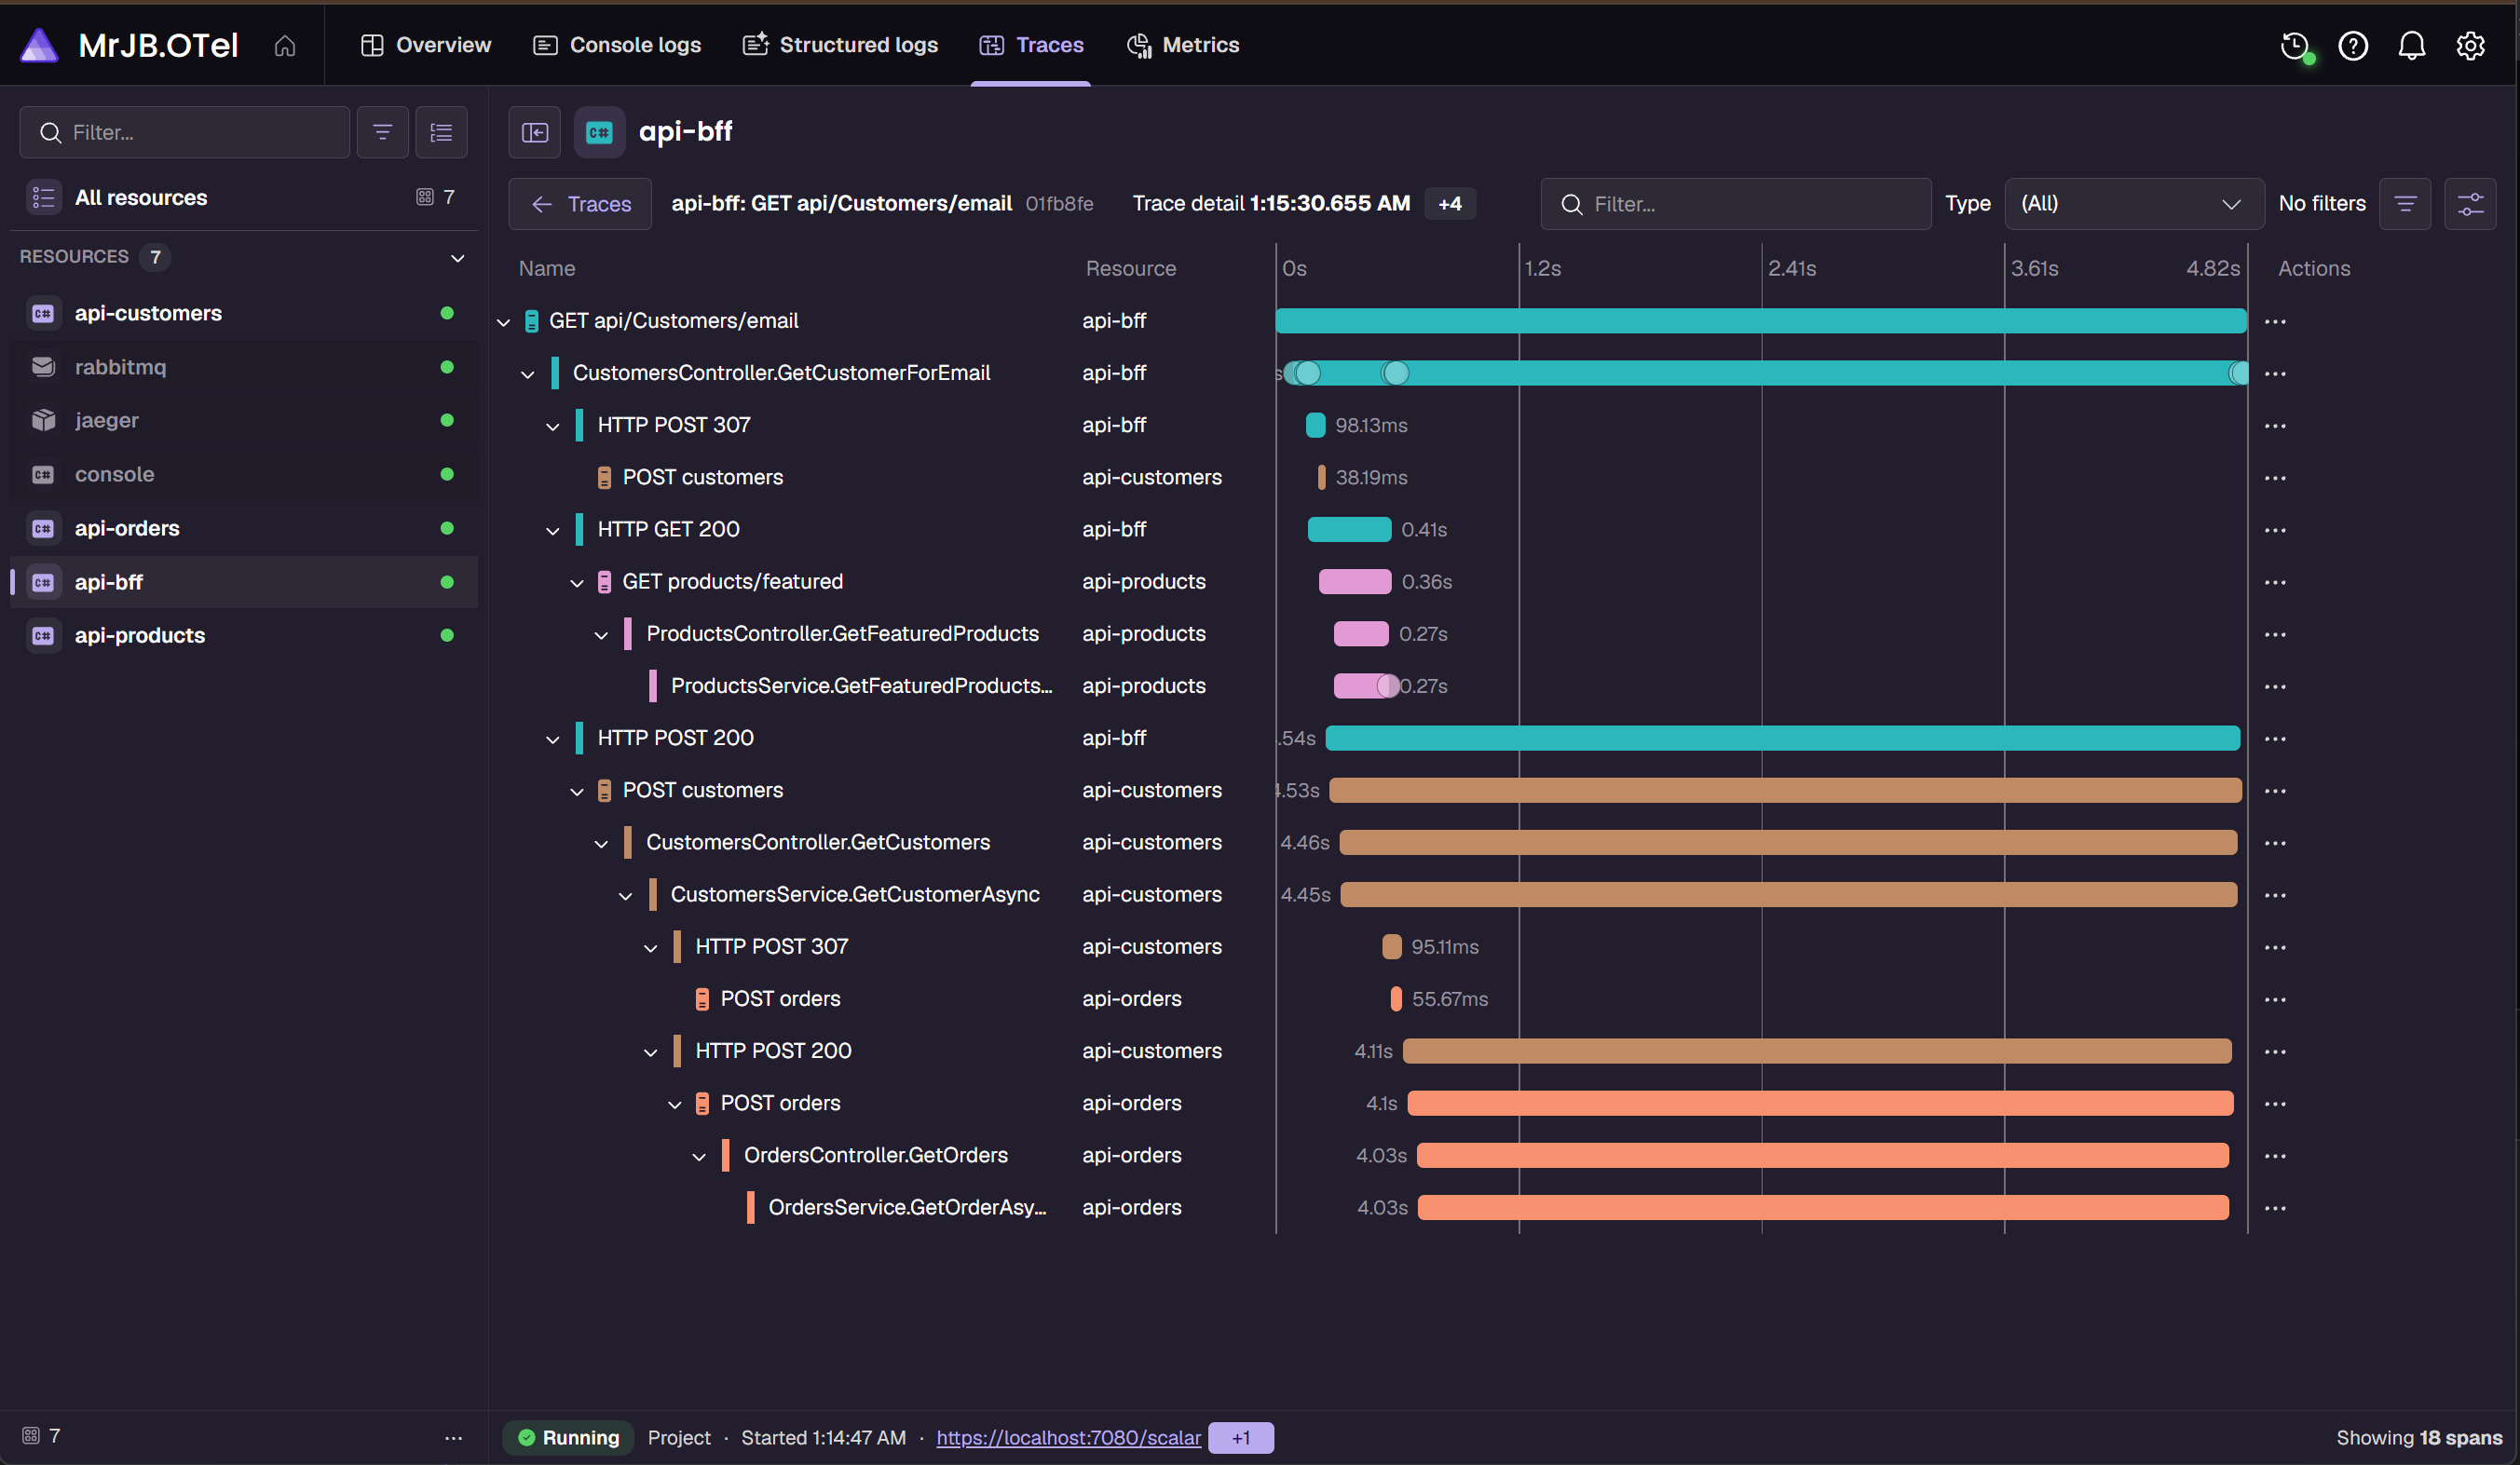 MrJB.OTel
Overview
Console logs
Structured logs
Traces
Metrics
Filter...
All resources
7
RESOURCES 7
api-customers
rabbitmq
jaeger
console
api-orders
api-bff
api-products
C# api-bff
Traces
api-bff: GET api/Customers/email 01fb8fe
Trace detail 1:15:30.655 AM +4
Filter...
Type (All)
No filters
Name Resource 0s 1.2s 2.41s 3.61s 4.82s Actions
GET api/Customers/email api-bff
CustomersController.GetCustomerForEmail api-bff
HTTP POST 307 api-bff 98.13ms
POST customers api-customers 38.19ms
HTTP GET 200 api-bff 0.41s
GET products/featured api-products 0.36s
ProductsController.GetFeaturedProducts api-products 0.27s
ProductsService.GetFeaturedProducts... api-products 0.27s
HTTP POST 200 api-bff .54s
POST customers api-customers 4.53s
CustomersController.GetCustomers api-customers 4.46s
CustomersService.GetCustomerAsync api-customers 4.45s
HTTP POST 307 api-customers 95.11ms
POST orders api-orders 55.67ms
HTTP POST 200 api-customers 4.11s
POST orders api-orders 4.1s
OrdersController.GetOrders api-orders 4.03s
OrdersService.GetOrderAsy... api-orders 4.03s
7
Running Project · Started 1:14:47 AM · https://localhost:7080/scalar +1
Showing 18 spans